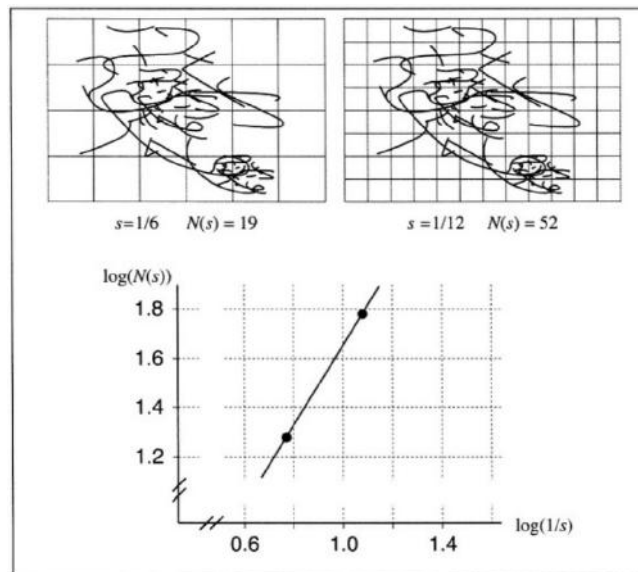 s=1/6 N(s) = 19
s =1/12 N(s) = 52
log(N(s))
1.8
1.6
1.4
1.2
log(1/s)
0.6 1.0 1.4